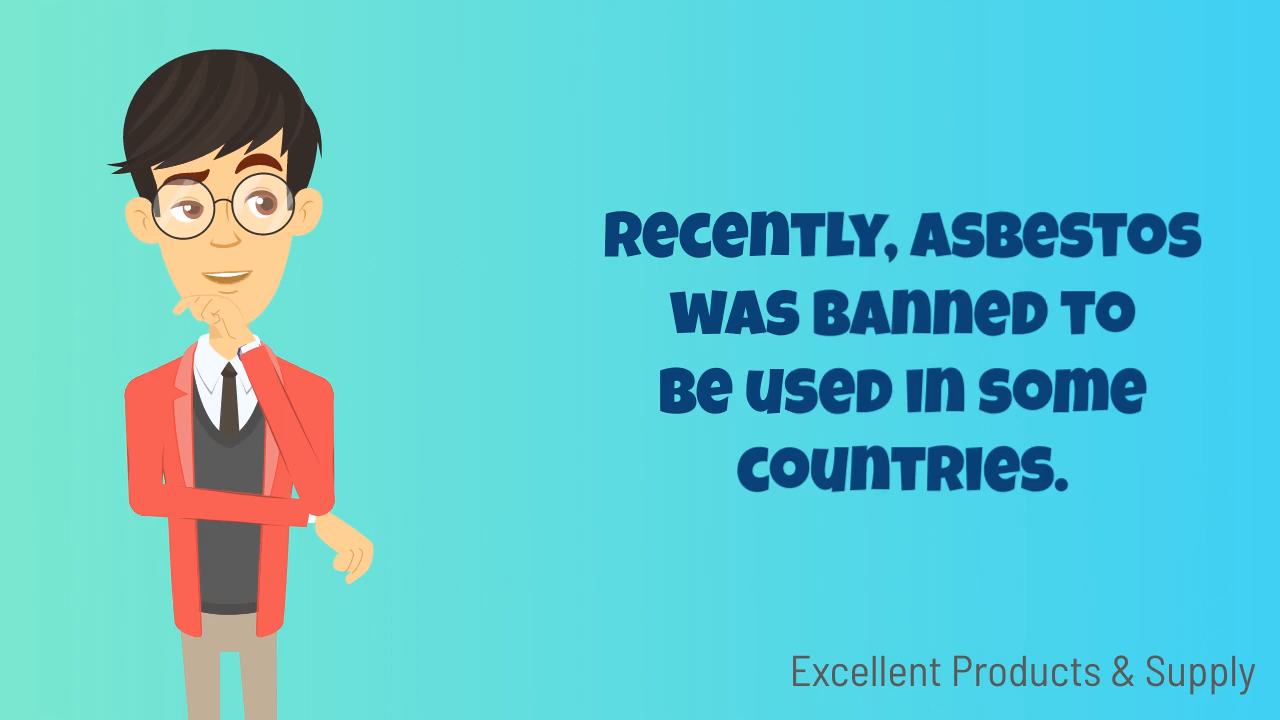 Recently, Asbestos
was banned to
be used in some
countries.
Excellent Products & Supply